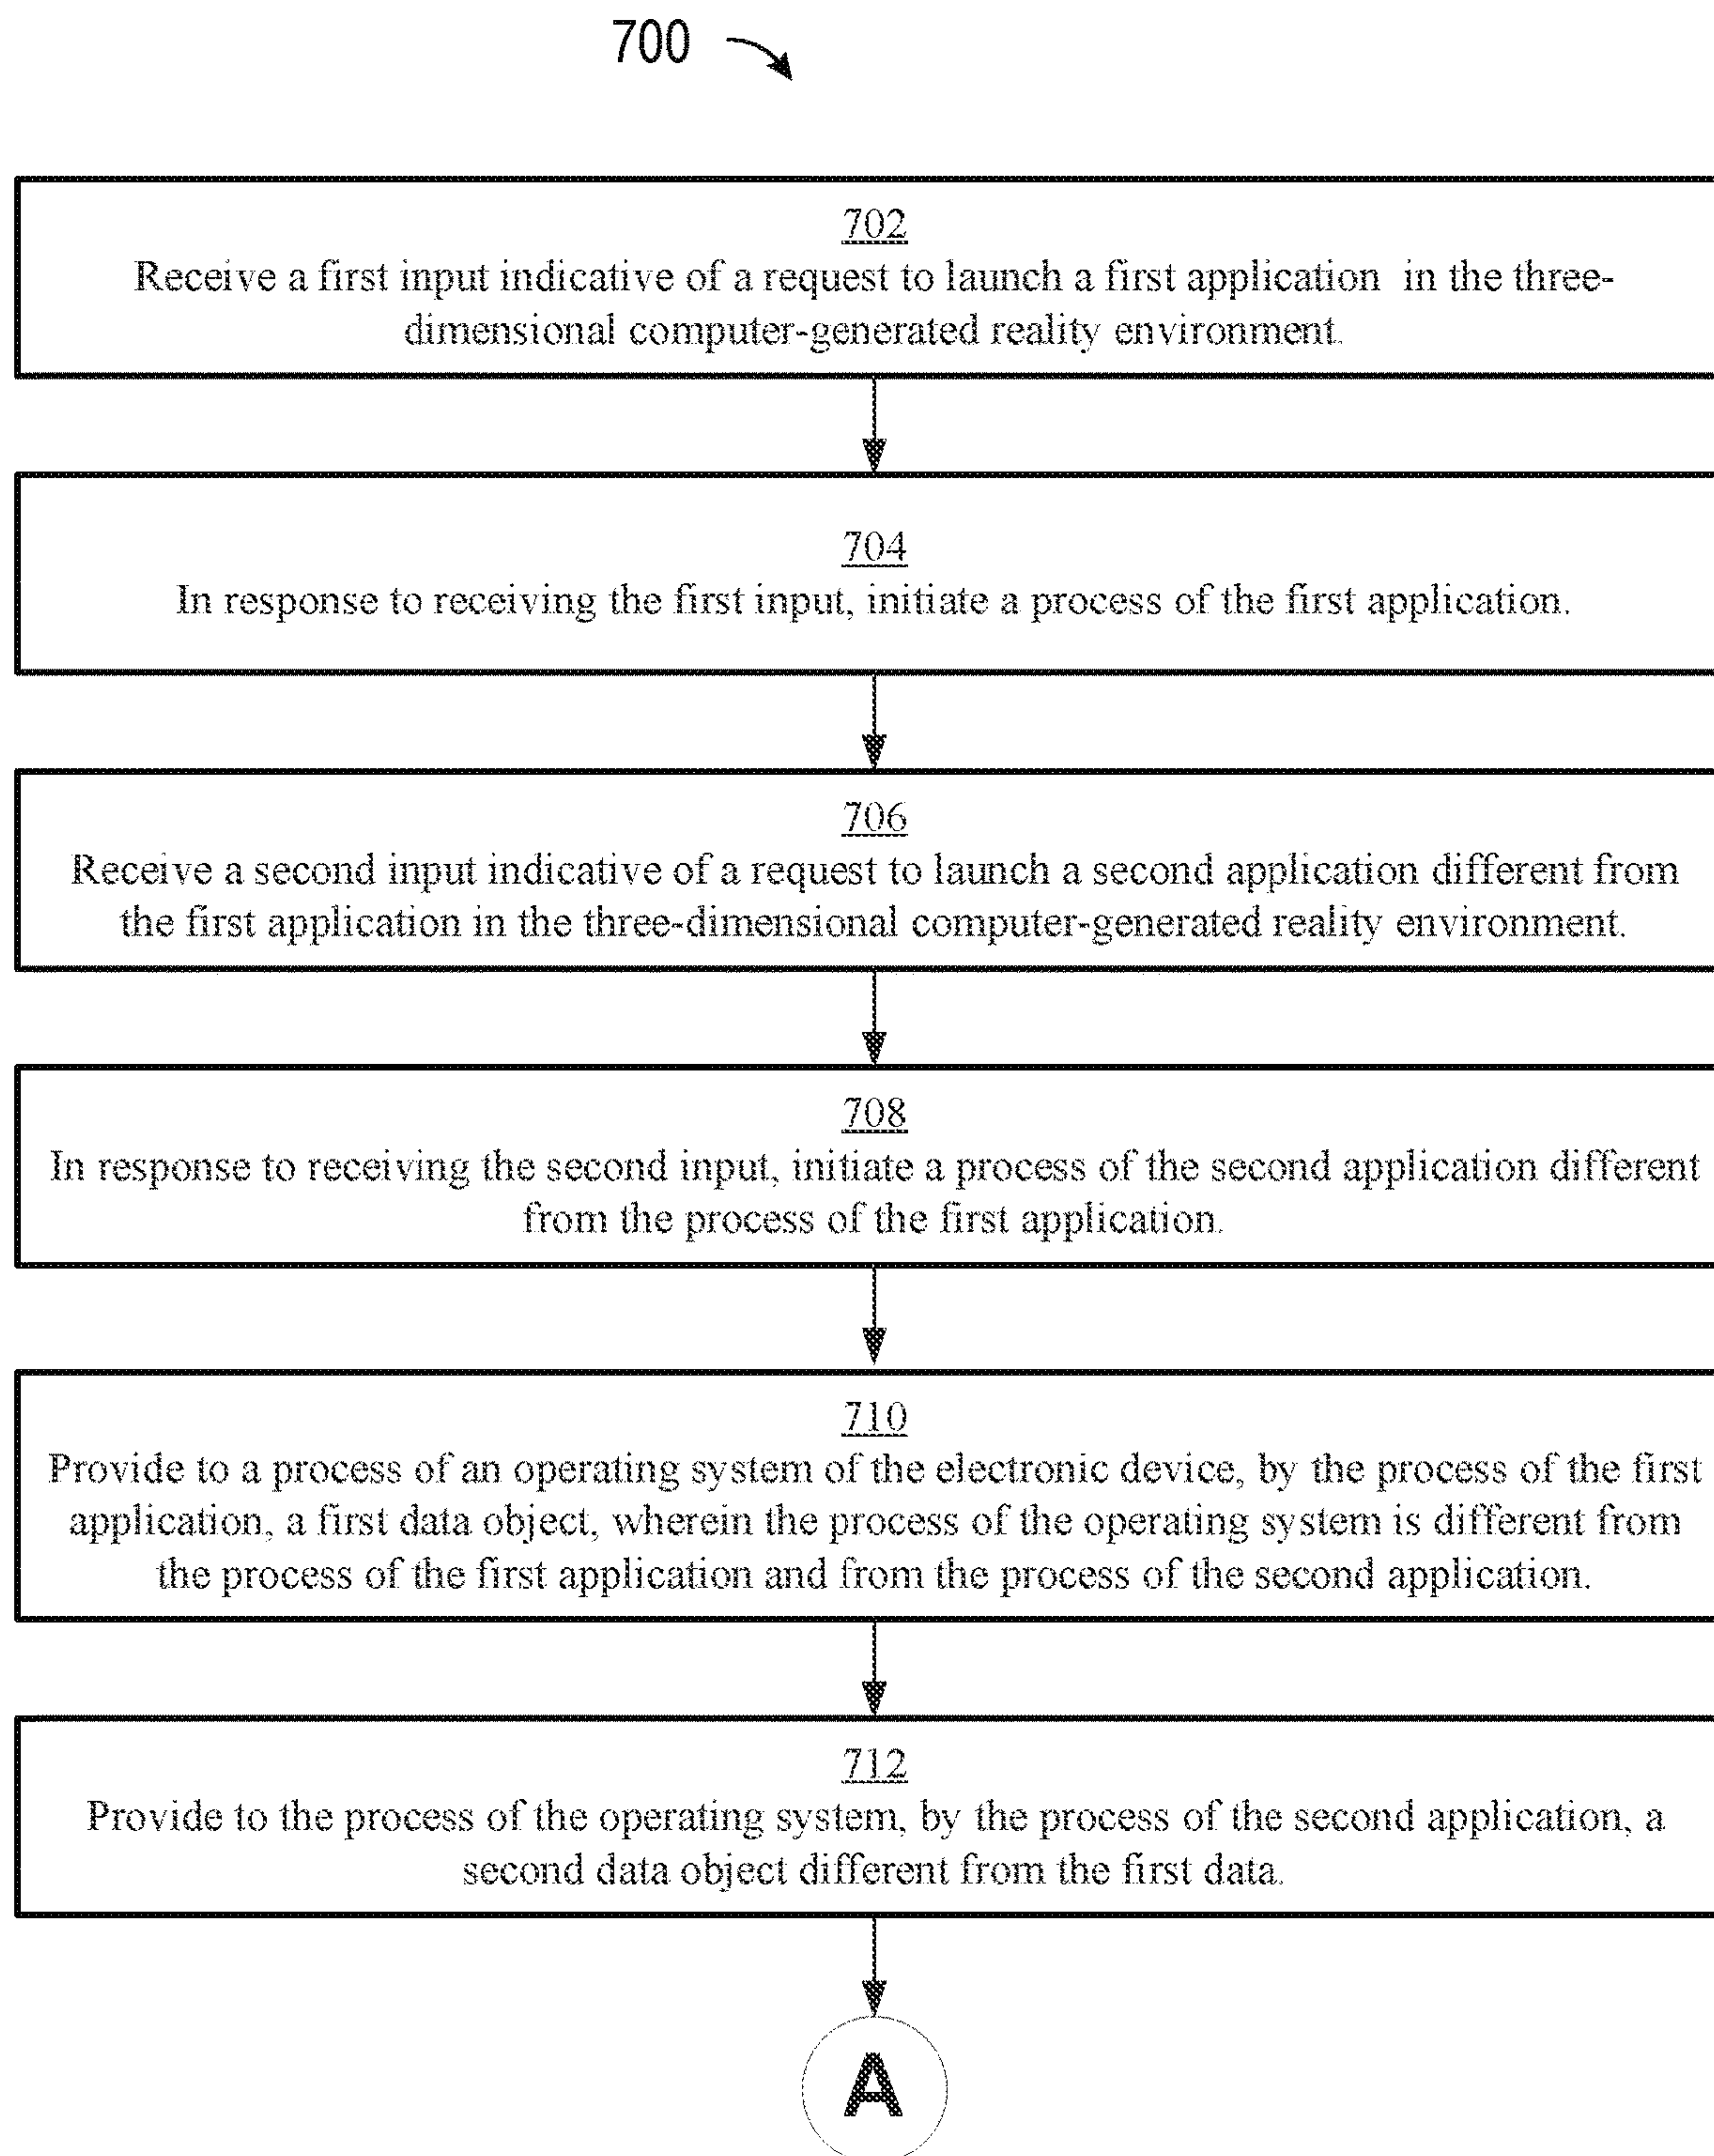 700
702
Receive a first input indicative of a request to launch a first application in the three-
dimensional computer-generated reality environment.
704
In response to receiving the first input, initiate a process of the first application.
706
Receive a second input indicative of a request to launch a second application different from
the first application in the three-dimensional computer-generated reality environment.
708
In response to receiving the second input, initiate a process of the second application different
from the process of the first application.
710
Provide to a process of an operating system of the electronic device, by the process of the first
application, a first data object, wherein the process of the operating system is different from
the process of the first application and from the process of the second application.
712
Provide to the process of the operating system, by the process of the second application, a
second data object different from the first data.
A